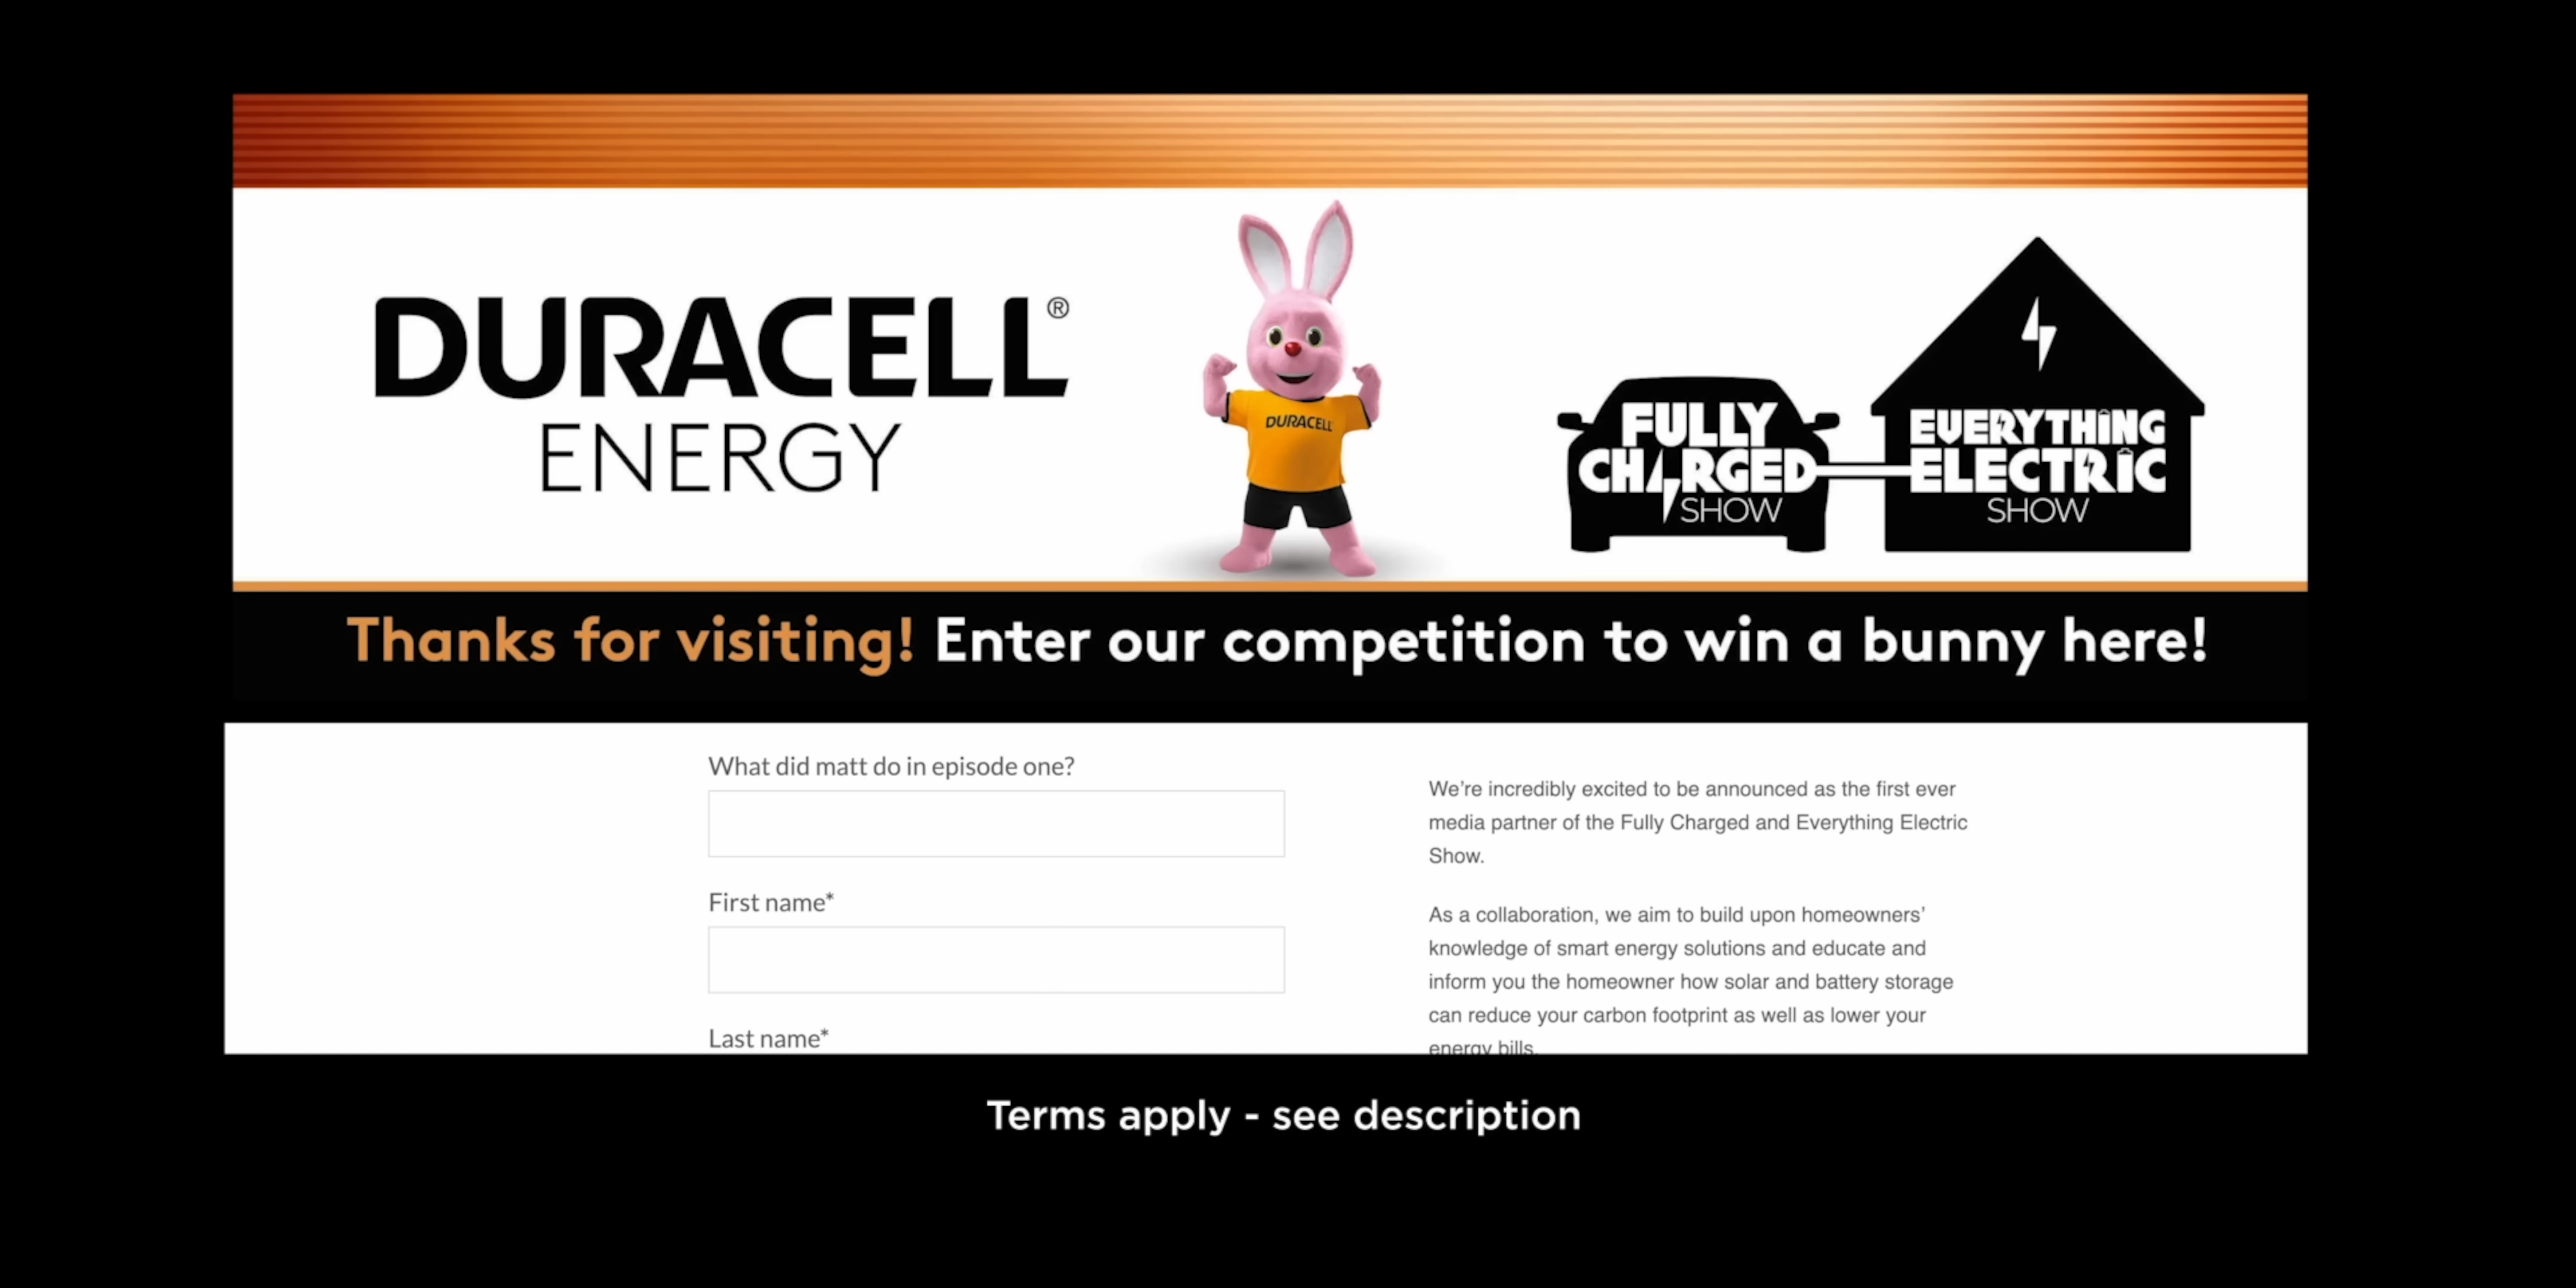 DURACELL®
ENERGY
DURACELL
FULLY
CHARGED
SHOW
EVERYTHING
ELECTRIC
SHOW
Thanks for visiting! Enter our competition to win a bunny here!
What did matt do in episode one?
First name*
Last name*
We’re incredibly excited to be announced as the first ever
media partner of the Fully Charged and Everything Electric
Show.
As a collaboration, we aim to build upon homeowners’
knowledge of smart energy solutions and educate and
inform you the homeowner how solar and battery storage
can reduce your carbon footprint as well as lower your
energy bills.
Terms apply - see description